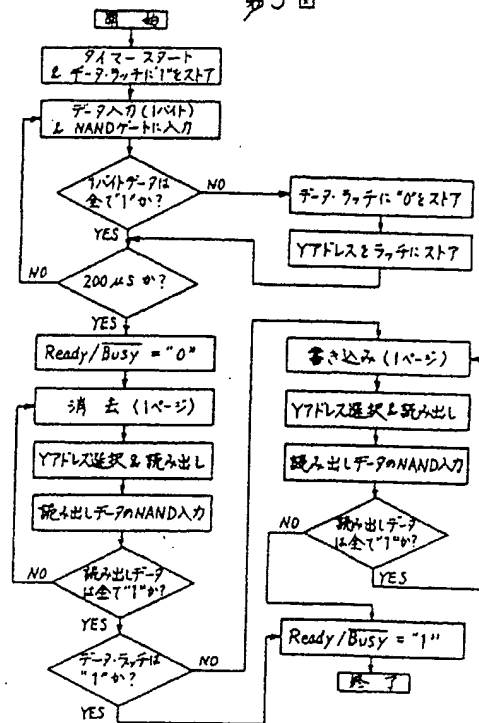 第5図
開始
タイマースタート
& データ・ラッチに"1"をストア
データ入力(1バイト)
& NANDゲートに入力
1バイトデータは
全て"1"か?
NO
データ・ラッチに"0"をストア
YES
Yアドレスをラッチにストア
200μsか?
NO
YES
Ready/Busy = "0"
書き込み(1ページ)
消去(1ページ)
Yアドレス選択&読み出し
Yアドレス選択&読み出し
読み出しデータのNAND入力
読み出しデータのNAND入力
NO
読み出しデータ
は全て"1"か?
YES
NO
読み出しデータ
は全て"1"か?
YES
Ready/Busy = "1"
データ・ラッチは
"1"か?
NO
終了
YES